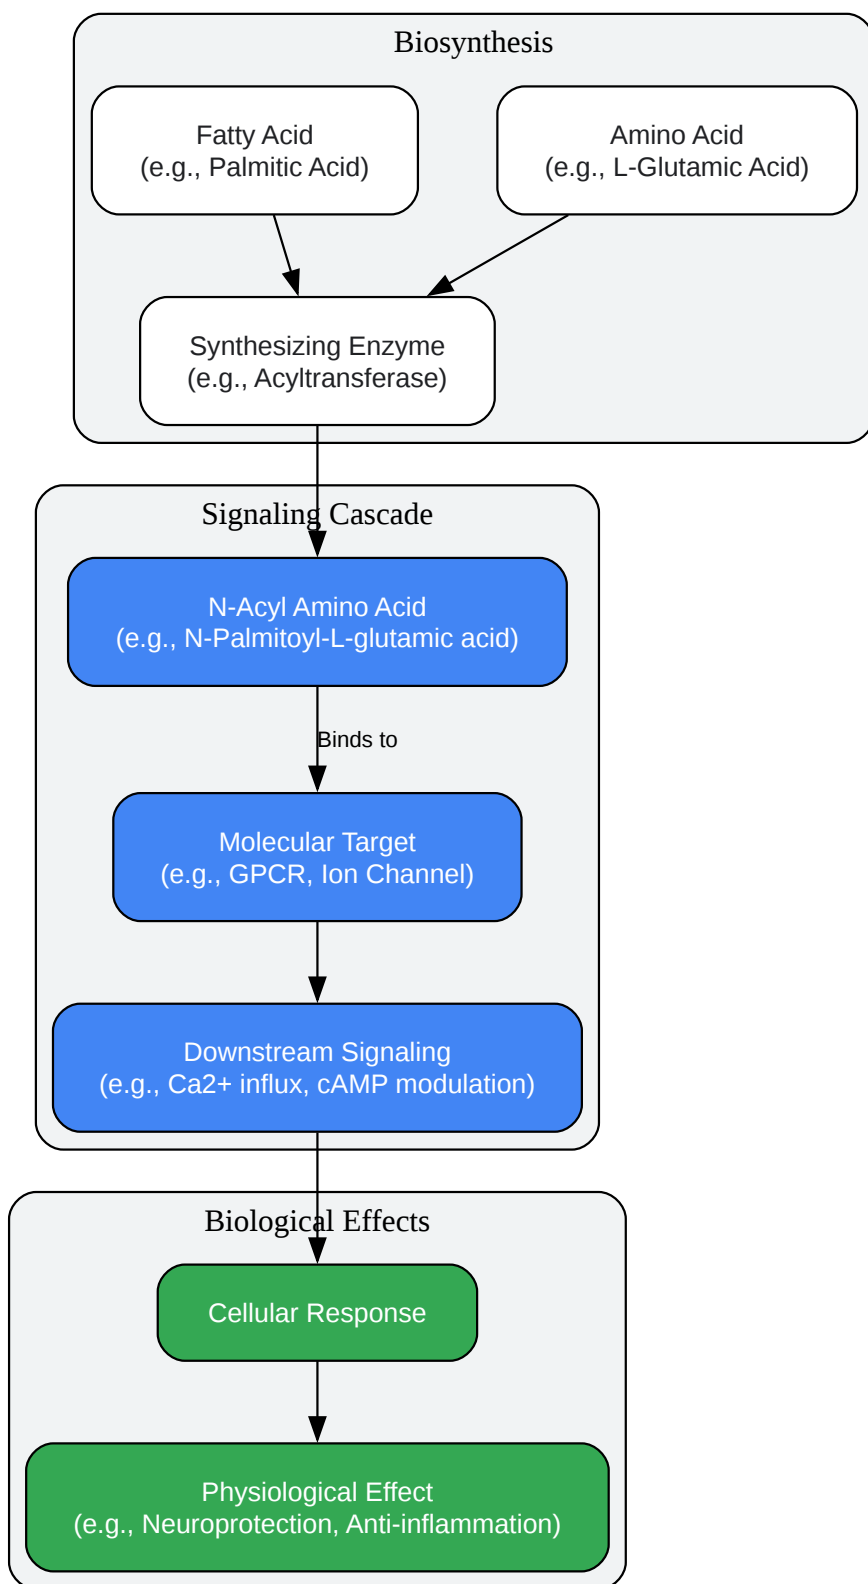 Biosynthesis
Fatty Acid
(e.g., Palmitic Acid)
Amino Acid
(e.g., L-Glutamic Acid)
Synthesizing Enzyme
(e.g., Acyltransferase)
Signaling Cascade
N-Acyl Amino Acid
(e.g., N-Palmitoyl-L-glutamic acid)
Binds to
Molecular Target
(e.g., GPCR, Ion Channel)
Downstream Signaling
(e.g., Ca2+ influx, cAMP modulation)
Biological Effects
Cellular Response
Physiological Effect
(e.g., Neuroprotection, Anti-inflammation)